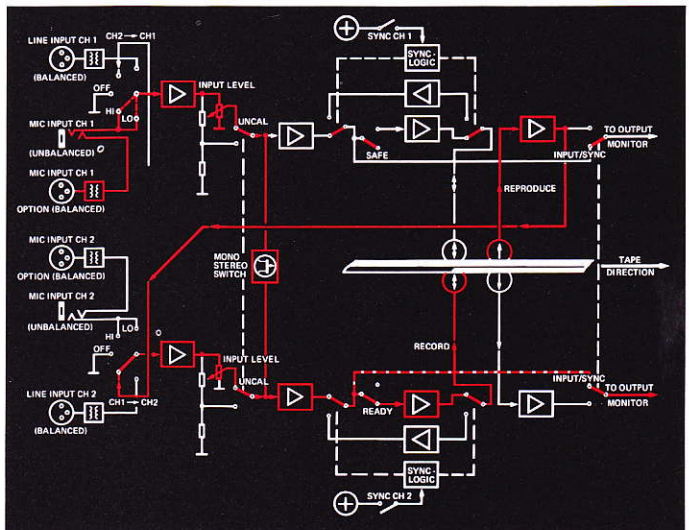 LINE INPUT CH 1
(BALANCED)
CH2 → CH1
OFF
HI
LO
MIC INPUT CH 1
(UNBALANCED)
MIC INPUT CH 1
OPTION (BALANCED)
INPUT LEVEL
UNCAL
SYNC CH 1
SYNC-
LOGIC
SAFE
REPRODUCE
INPUT/SYNC
TO OUTPUT
MONITOR
MIC INPUT CH 2
OPTION (BALANCED)
MIC INPUT CH 2
(UNBALANCED)
LO
HI
OFF
LINE INPUT CH 2
(BALANCED)
CH1 → CH2
MONO
STEREO
SWITCH
TAPE
DIRECTION
INPUT LEVEL
UNCAL
RECORD
READY
INPUT/SYNC
TO OUTPUT
MONITOR
SYNC-
LOGIC
SYNC CH 2